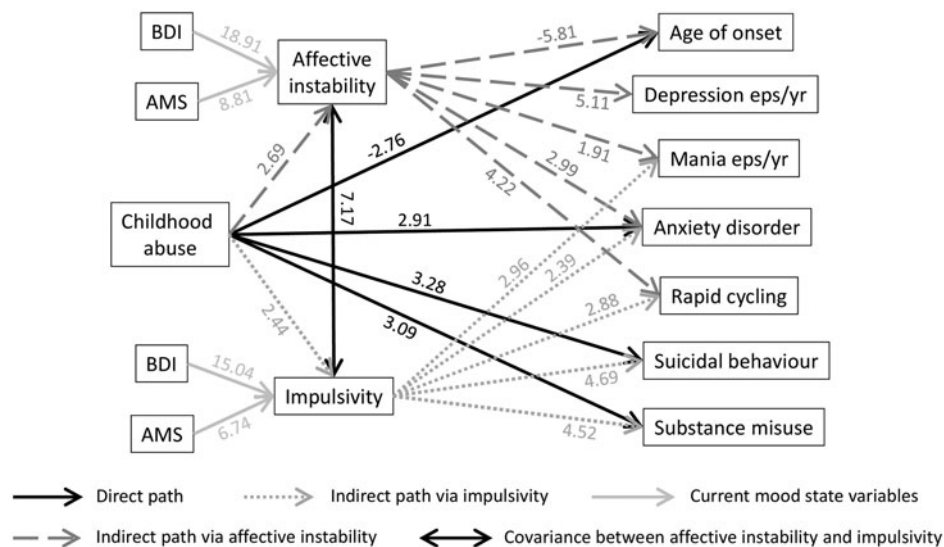 BDI
18.91
AMS
8.81
Affective
instability
-5.81
Age of onset
5.11
Depression eps/yr
1.91
Mania eps/yr
2.99
4.22
-2.76
2.69
7.17
Childhood
abuse
2.91
Anxiety disorder
2.96
2.39
Rapid cycling
3.28
2.88
3.09
2.44
Suicidal behaviour
4.69
BDI
15.04
AMS
6.74
Impulsivity
4.52
Substance misuse
Direct path
Indirect path via impulsivity
Current mood state variables
Indirect path via affective instability
Covariance between affective instability and impulsivity